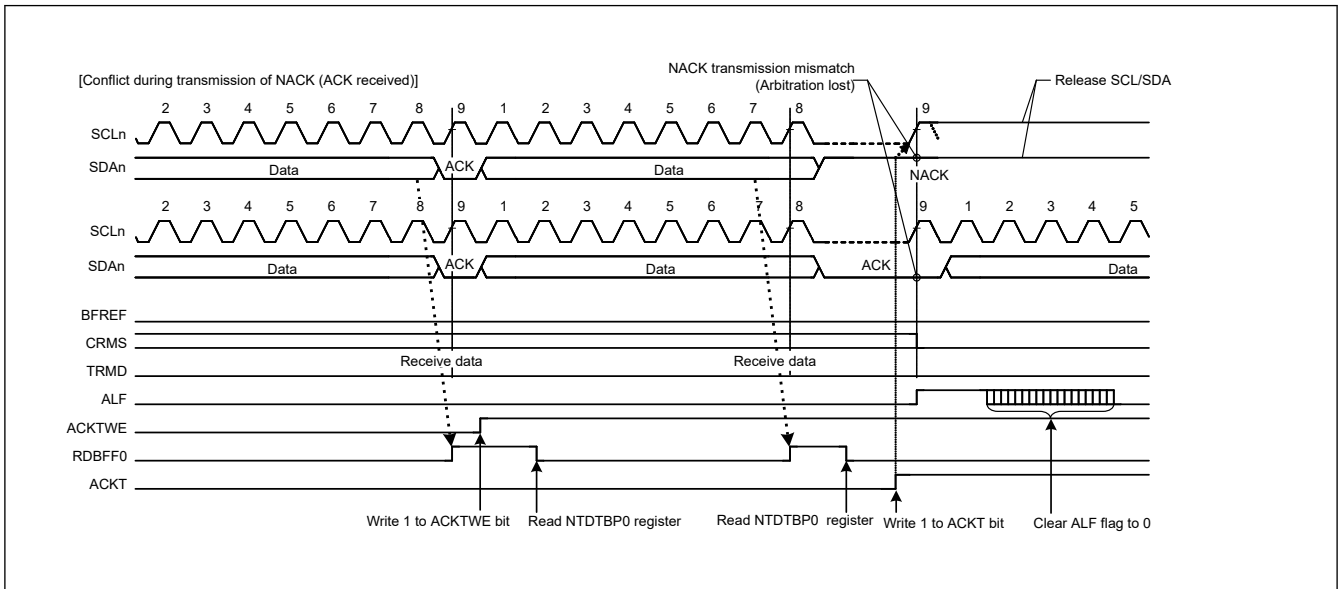 [Conflict during transmission of NACK (ACK received)]
NACK transmission mismatch
(Arbitration lost)
Release SCL/SDA
2 3 4 5 6 7 8 9 1 2 3 4 5 6 7 8 9
SCLn
SDAn
Data ACK Data NACK
2 3 4 5 6 7 8 9 1 2 3 4 5 6 7 8 9 1 2 3 4 5
SCLn
SDAn
Data ACK Data ACK Data
BFREF
CRMS
Receive data Receive data
TRMD
ALF
ACKTWE
RDBFF0
ACKT
Write 1 to ACKTWE bit Read NTDTBP0 register Read NTDTBP0 register Write 1 to ACKT bit Clear ALF flag to 0